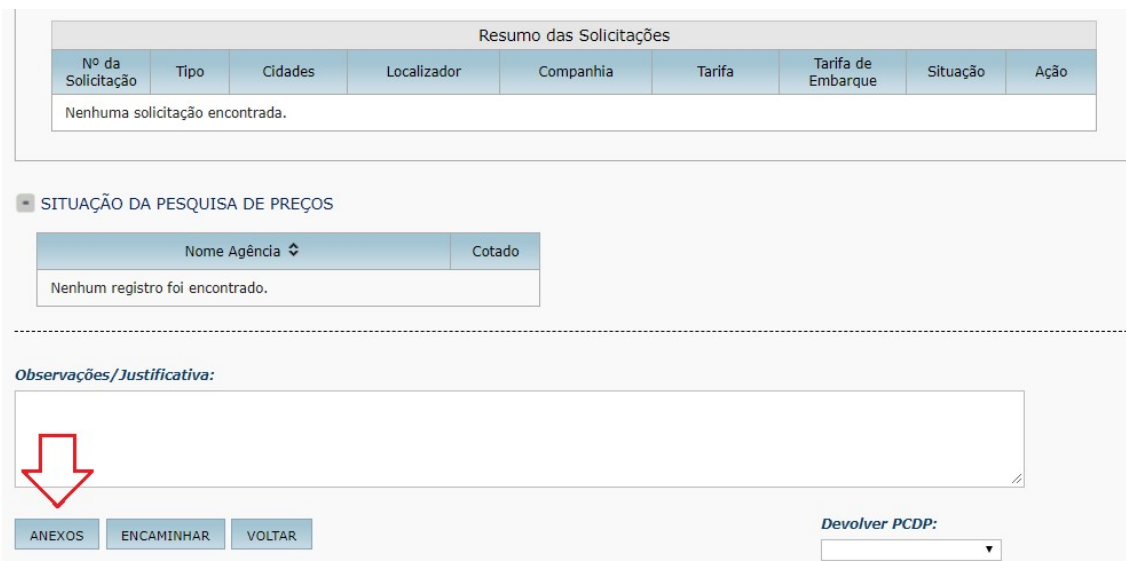 Resumo das Solicitações
Nº da Solicitação Tipo Cidades Localizador Companhia Tarifa Tarifa de Embarque Situação Ação
Nenhuma solicitação encontrada.
SITUAÇÃO DA PESQUISA DE PREÇOS
Nome Agência Cotado
Nenhum registro foi encontrado.
Observações/Justificativa:
ANEXOS ENCAMINHAR VOLTAR
Devolver PCDP: